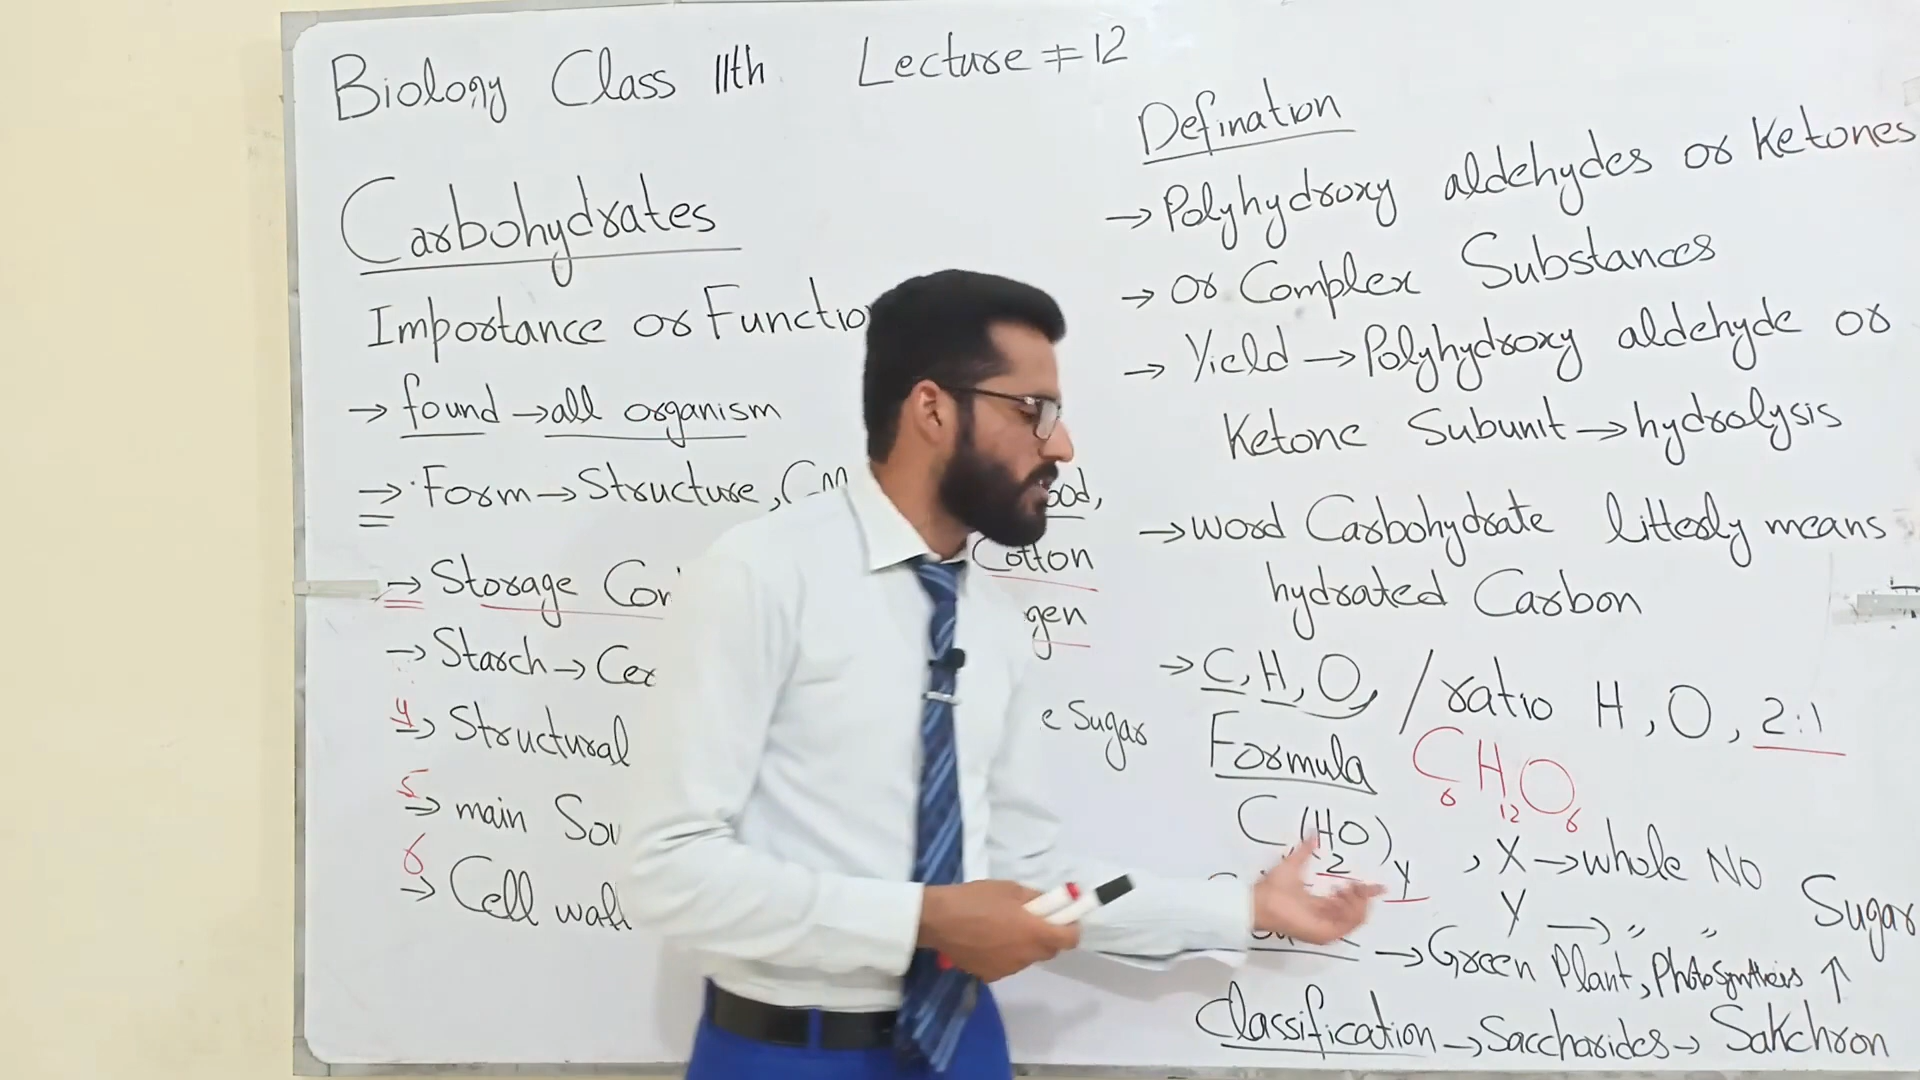 Biology Class 11th Lecture # 12
Carbohydrates
Importance or Functio
→ found → all organism
⇒ Form → Structure, ood,
Cotton
→ Storage
gen
→ Starch →
4 → Structural
e Sugar
5 → main
6 → Cell wall
Defination
→ Polyhydroxy aldehydes or Ketones
→ or Complex Substances
→ Yield → Polyhydroxy aldehyde or
Ketone Subunit → hydrolysis
→ word Carbohydrate litterly means
hydrated Carbon
→ C, H, O, / ratio H, O, 2:1
Formula C6H12O6
C (H2O)Y , X → whole NO
Y → " "
→ Green Plant, Photosynthesis ↑ Sugar
Classification → Saccharides → Sakchron